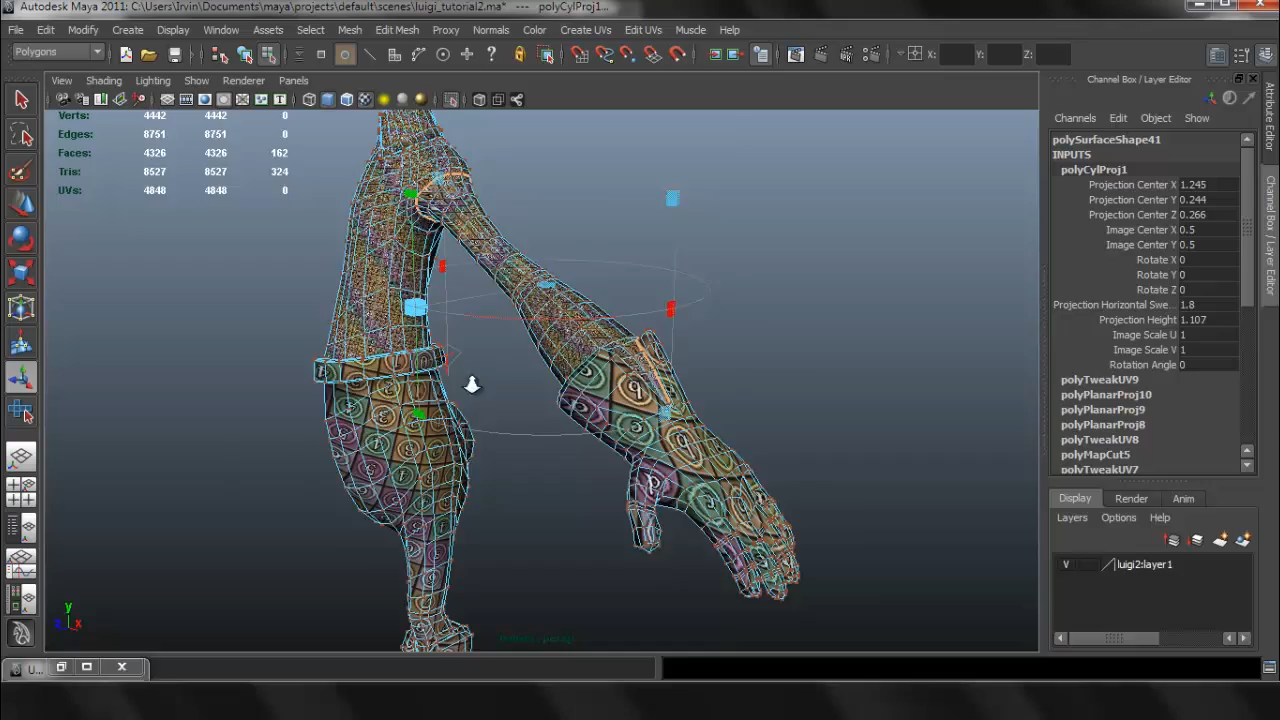 Autodesk Maya 2011: C:\Users\Irvin\Documents\maya\projects\default\scenes\luigi_tutorial2.ma* --- polyCylProj1...
File Edit Modify Create Display Window Assets Select Mesh Edit Mesh Proxy Normals Color Create UVs Edit UVs Muscle Help
Polygons X: Y: Z:
View Shading Lighting Show Renderer Panels
Channel Box / Layer Editor
Verts: 4442 4442 0
Edges: 8751 8751 0
Faces: 4326 4326 162
Tris: 8527 8527 324
UVs: 4848 4848 0
Channels Edit Object Show
polySurfaceShape41
INPUTS
polyCylProj1
Projection Center X 1.245
Projection Center Y 0.244
Projection Center Z 0.266
Image Center X 0.5
Image Center Y 0.5
Rotate X 0
Rotate Y 0
Rotate Z 0
Projection Horizontal Swe... 1.8
Projection Height 1.107
Image Scale U 1
Image Scale V 1
Rotation Angle 0
polyTweakUV9
polyPlanarProj10
polyPlanarProj9
polyPlanarProj8
polyTweakUV8
polyMapCut5
polyTweakUV7
Display Render Anim
Layers Options Help
V luigi2:layer1
Attribute Editor
Channel Box / Layer Editor
y
z x
U...